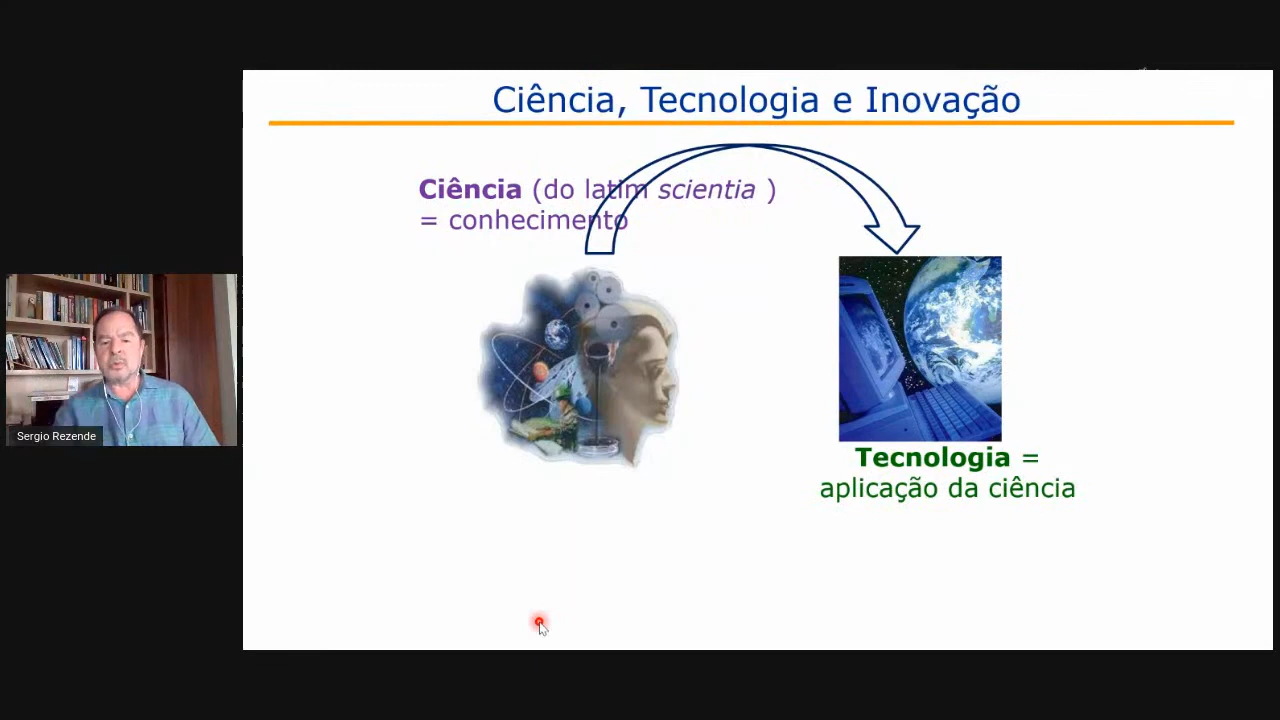 Ciência, Tecnologia e Inovação
Ciência (do latim scientia )
= conhecimento
Tecnologia =
aplicação da ciência
Sergio Rezende